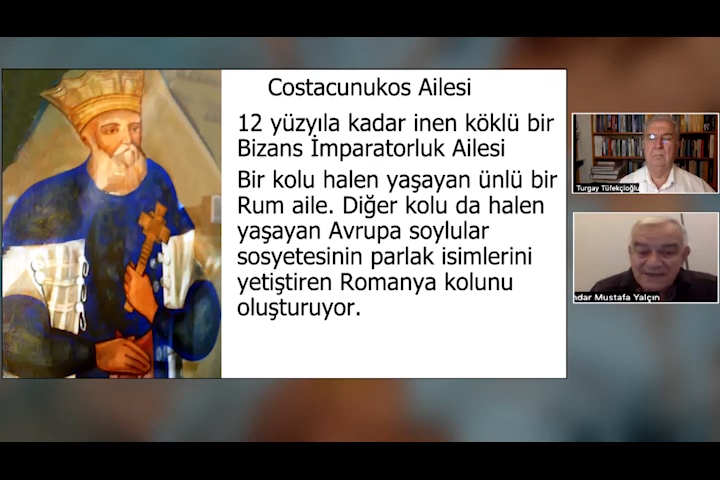 Costacunukos Ailesi
12 yüzyıla kadar inen köklü bir
Bizans İmparatorluk Ailesi
Bir kolu halen yaşayan ünlü bir
Rum aile. Diğer kolu da halen
yaşayan Avrupa soylular
sosyetesinin parlak isimlerini
yetiştiren Romanya kolunu
oluşturuyor.
Turgay Tüfekçioğlu
ndar Mustafa Yalçın